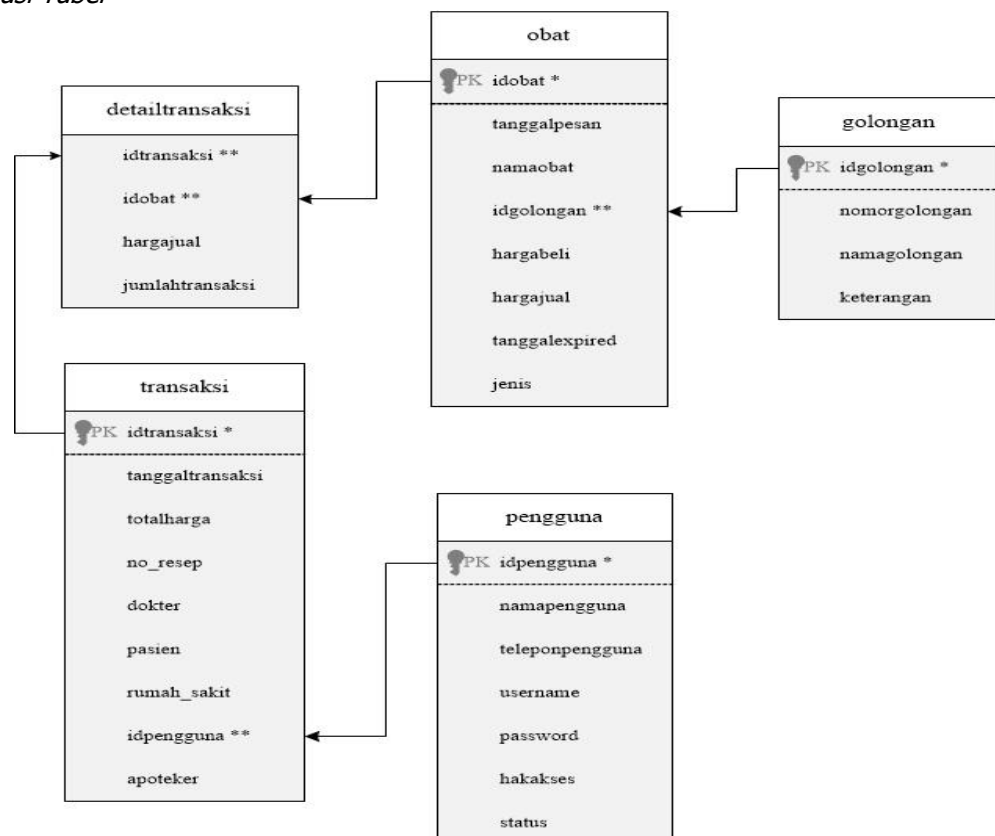 obat
PK idobat *
tanggalpesan
namaobat
idgolongan **
hargabeli
hargajual
tanggalexpired
jenis
detailtransaksi
idtransaksi **
idobat **
hargajual
jumlahtransaksi
golongan
PK idgolongan *
nomorgolongan
namagolongan
keterangan
transaksi
PK idtransaksi *
tanggaltransaksi
totalharga
no_resep
dokter
pasien
rumah_sakit
idpengguna **
apoteker
pengguna
PK idpengguna *
namapengguna
teleponpengguna
username
password
hakakses
status